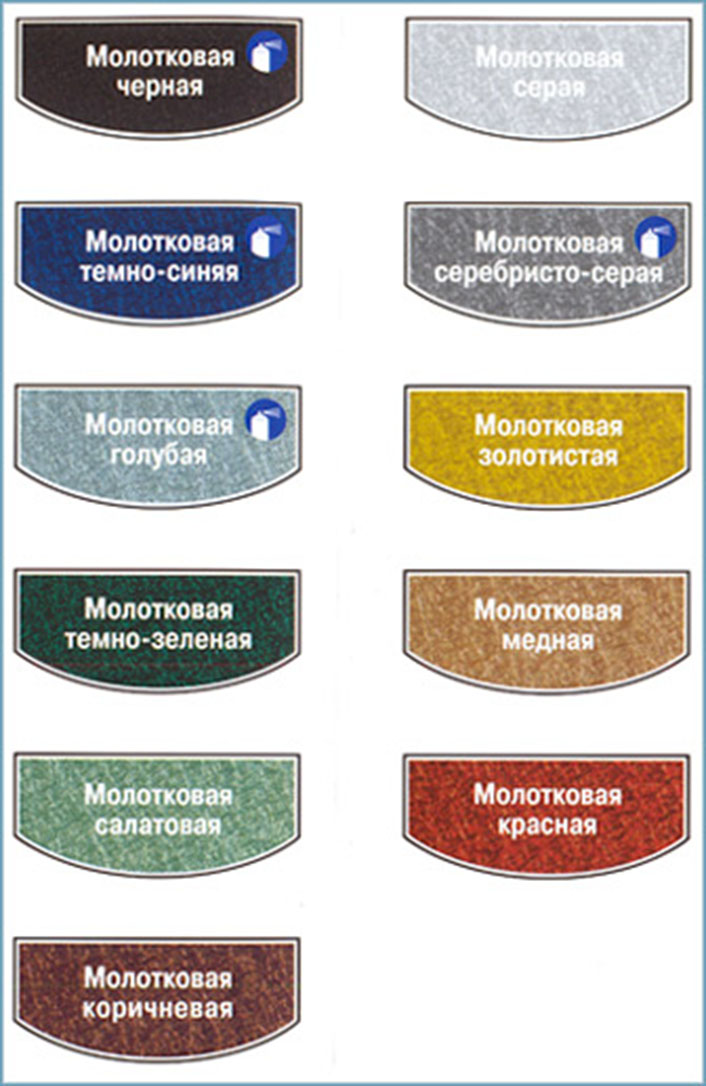 Молотковая
черная
Молотковая
серая
Молотковая
темно-синяя
Молотковая
серебристо-серая
Молотковая
голубая
Молотковая
золотистая
Молотковая
темно-зеленая
Молотковая
медная
Молотковая
салатовая
Молотковая
красная
Молотковая
коричневая